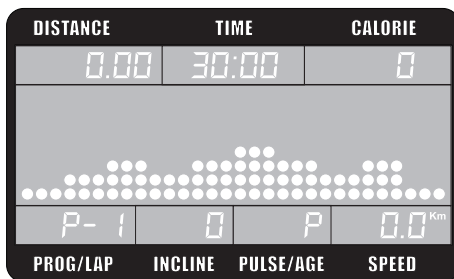 DISTANCE TIME CALORIE
0.00 30:00 0
P-1 0 P 0.0 Km
PROG/LAP INCLINE PULSE/AGE SPEED